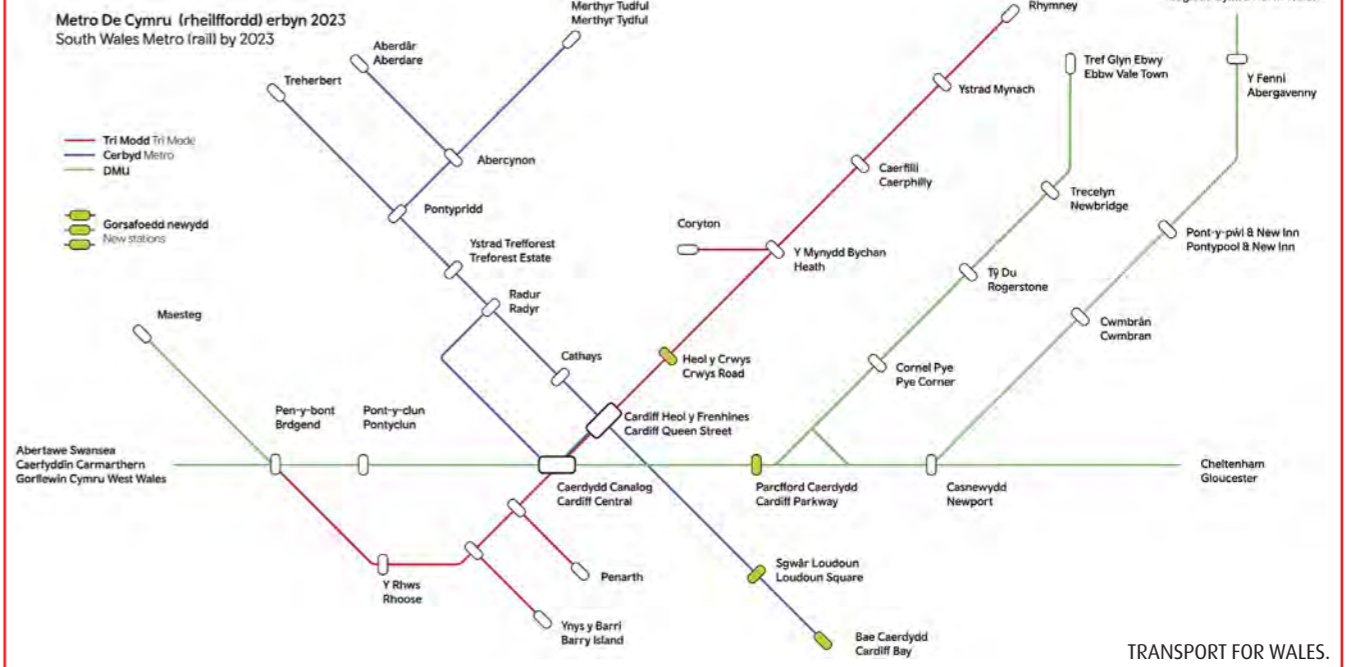 Metro De Cymru (rheilffordd) erbyn 2023
South Wales Metro (rail) by 2023
Merthyr Tudful
Merthyr Tydful
Rhymney
Aberdâr
Aberdare
Treherbert
Tref Glyn Ebwy
Ebbw Vale Town
Y Fenni
Abergavenny
Ystrad Mynach
Tri Modd Tri Mode
Cerbyd Metro
DMU
Abercynon
Caerffili
Caerphilly
Trecelyn
Newbridge
Gorsafoedd newydd
New stations
Pontypridd
Coryton
Ystrad Trefforest
Treforest Estate
Y Mynydd Bychan
Heath
Pont-y-pŵl & New Inn
Pontypool & New Inn
Tŷ Du
Rogerstone
Radur
Radyr
Maesteg
Cwmbrân
Cwmbran
Cathays
Heol y Crwys
Crwys Road
Cornel Pye
Pye Corner
Pen-y-bont
Brdgend
Pont-y-clun
Pontyclun
Cardiff Heol y Frenhines
Cardiff Queen Street
Abertawe Swansea
Caerfyddin Carmarthern
Gorllewin Cymru West Wales
Caerdydd Canalog
Cardiff Central
Parcfford Caerdydd
Cardiff Parkway
Casnewydd
Newport
Cheltenham
Gloucester
Y Rhws
Rhoose
Penarth
Sgwâr Loudoun
Loudoun Square
Ynys y Barri
Barry Island
Bae Caerdydd
Cardiff Bay
TRANSPORT FOR WALES.